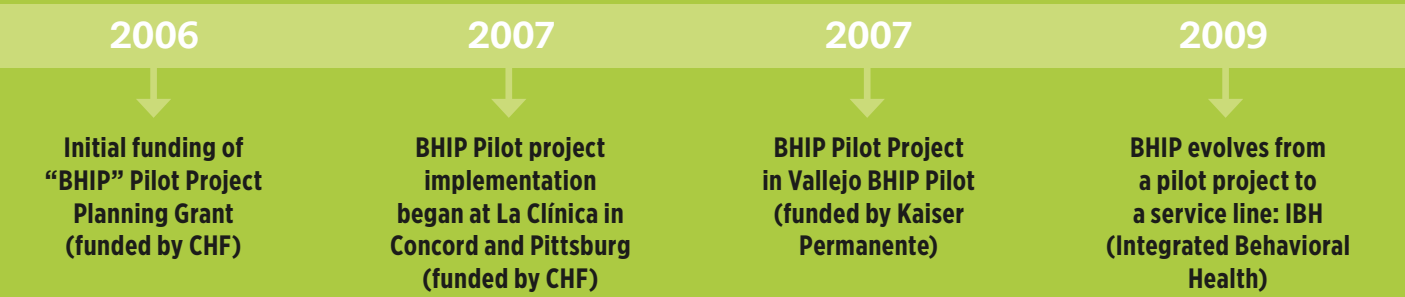 2006
Initial funding of
“BHIP” Pilot Project
Planning Grant
(funded by CHF)
2007
BHIP Pilot project
implementation
began at La Clínica in
Concord and Pittsburg
(funded by CHF)
2007
BHIP Pilot Project
in Vallejo BHIP Pilot
(funded by Kaiser
Permanente)
2009
BHIP evolves from
a pilot project to
a service line: IBH
(Integrated Behavioral
Health)